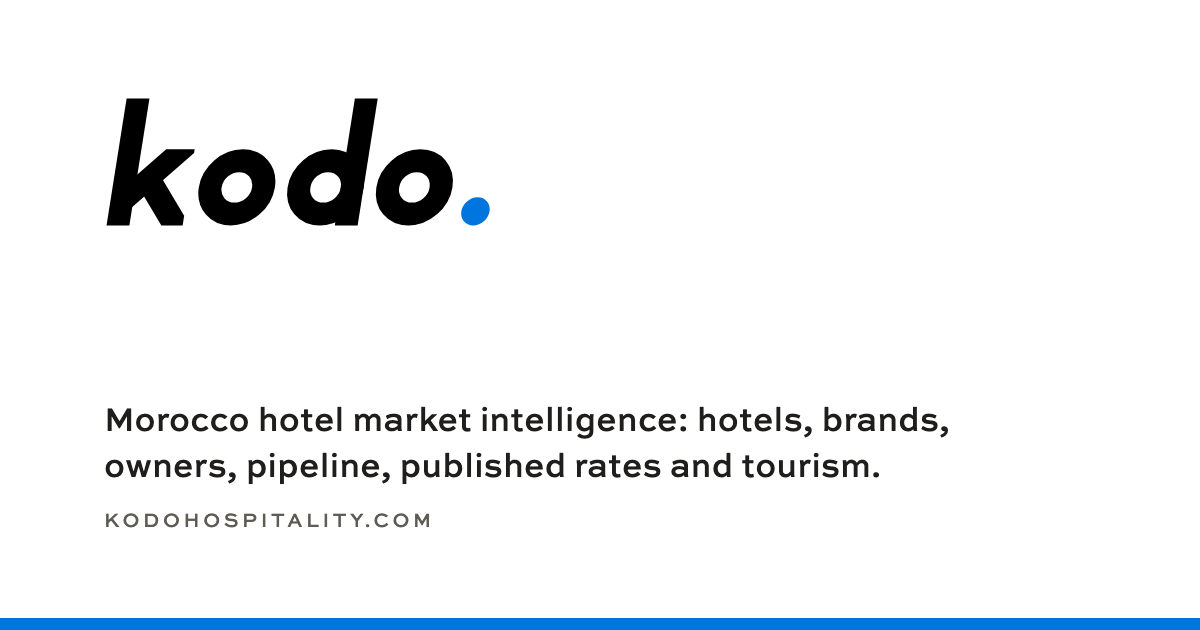 kodo.
Morocco hotel market intelligence: hotels, brands,
owners, pipeline, published rates and tourism.
KODOHOSPITALITY.COM